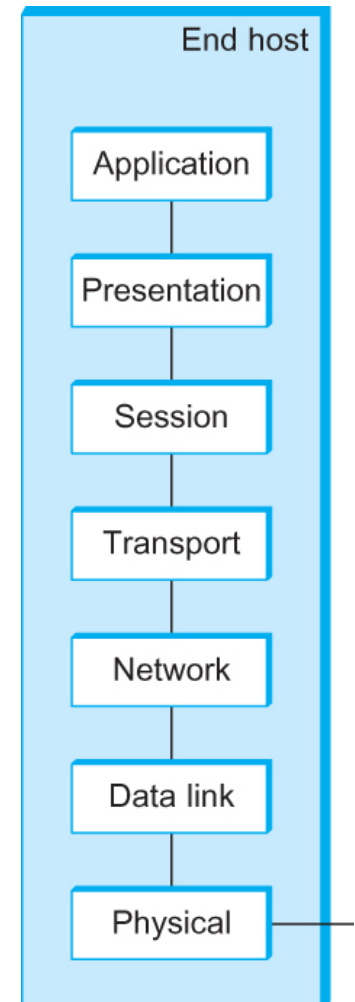 End host
Application
Presentation
Session
Transport
Network
Data link
Physical